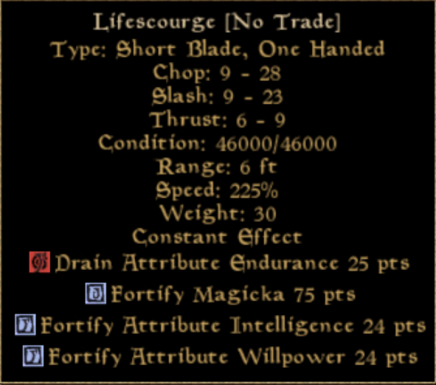 Lifescourge [No Trade]
Type: Short Blade, One Handed
Chop: 9 - 28
Slash: 9 - 23
Thrust: 6 - 9
Condition: 46000/46000
Range: 6 ft
Speed: 225%
Weight: 30
Constant Effect
Drain Attribute Endurance 25 pts
Fortify Magicka 75 pts
Fortify Attribute Intelligence 24 pts
Fortify Attribute Willpower 24 pts